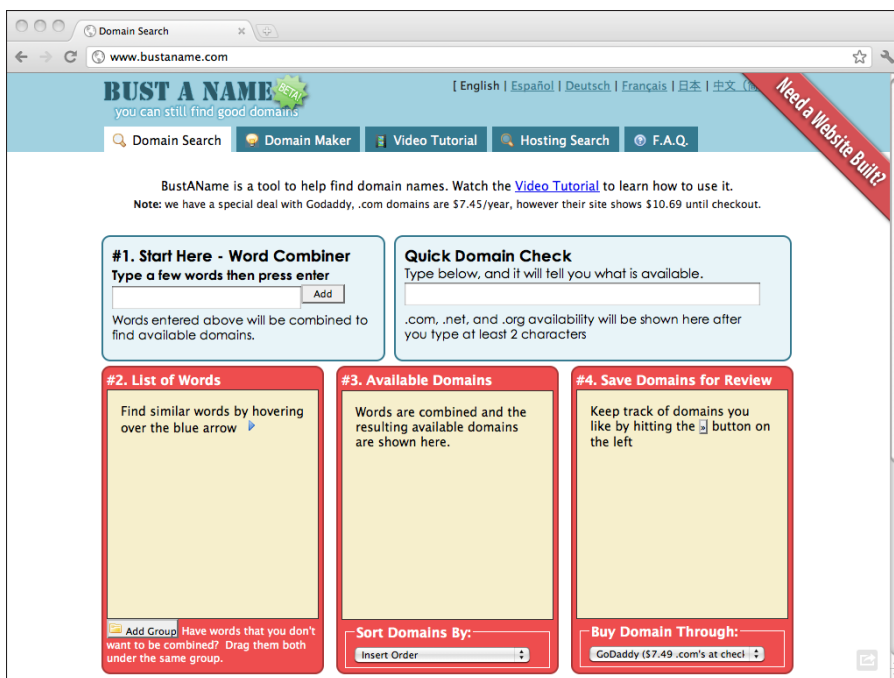 Domain Search
www.bustaname.com
BUST A NAME
BETA!
you can still find good domains
[ English | Español | Deutsch | Français | 日本 | 中文
Need a Website Built?
Domain Search
Domain Maker
Video Tutorial
Hosting Search
F.A.Q.
BustAName is a tool to help find domain names. Watch the Video Tutorial to learn how to use it.
Note: we have a special deal with Godaddy, .com domains are $7.45/year, however their site shows $10.69 until checkout.
#1. Start Here - Word Combiner
Type a few words then press enter
Add
Words entered above will be combined to
find available domains.
Quick Domain Check
Type below, and it will tell you what is available.
.com, .net, and .org availability will be shown here after
you type at least 2 characters
#2. List of Words
Find similar words by hovering
over the blue arrow
Add Group Have words that you don't
want to be combined? Drag them both
under the same group.
#3. Available Domains
Words are combined and the
resulting available domains
are shown here.
Sort Domains By:
Insert Order
#4. Save Domains for Review
Keep track of domains you
like by hitting the » button on
the left
Buy Domain Through:
GoDaddy ($7.49 .com's at checl